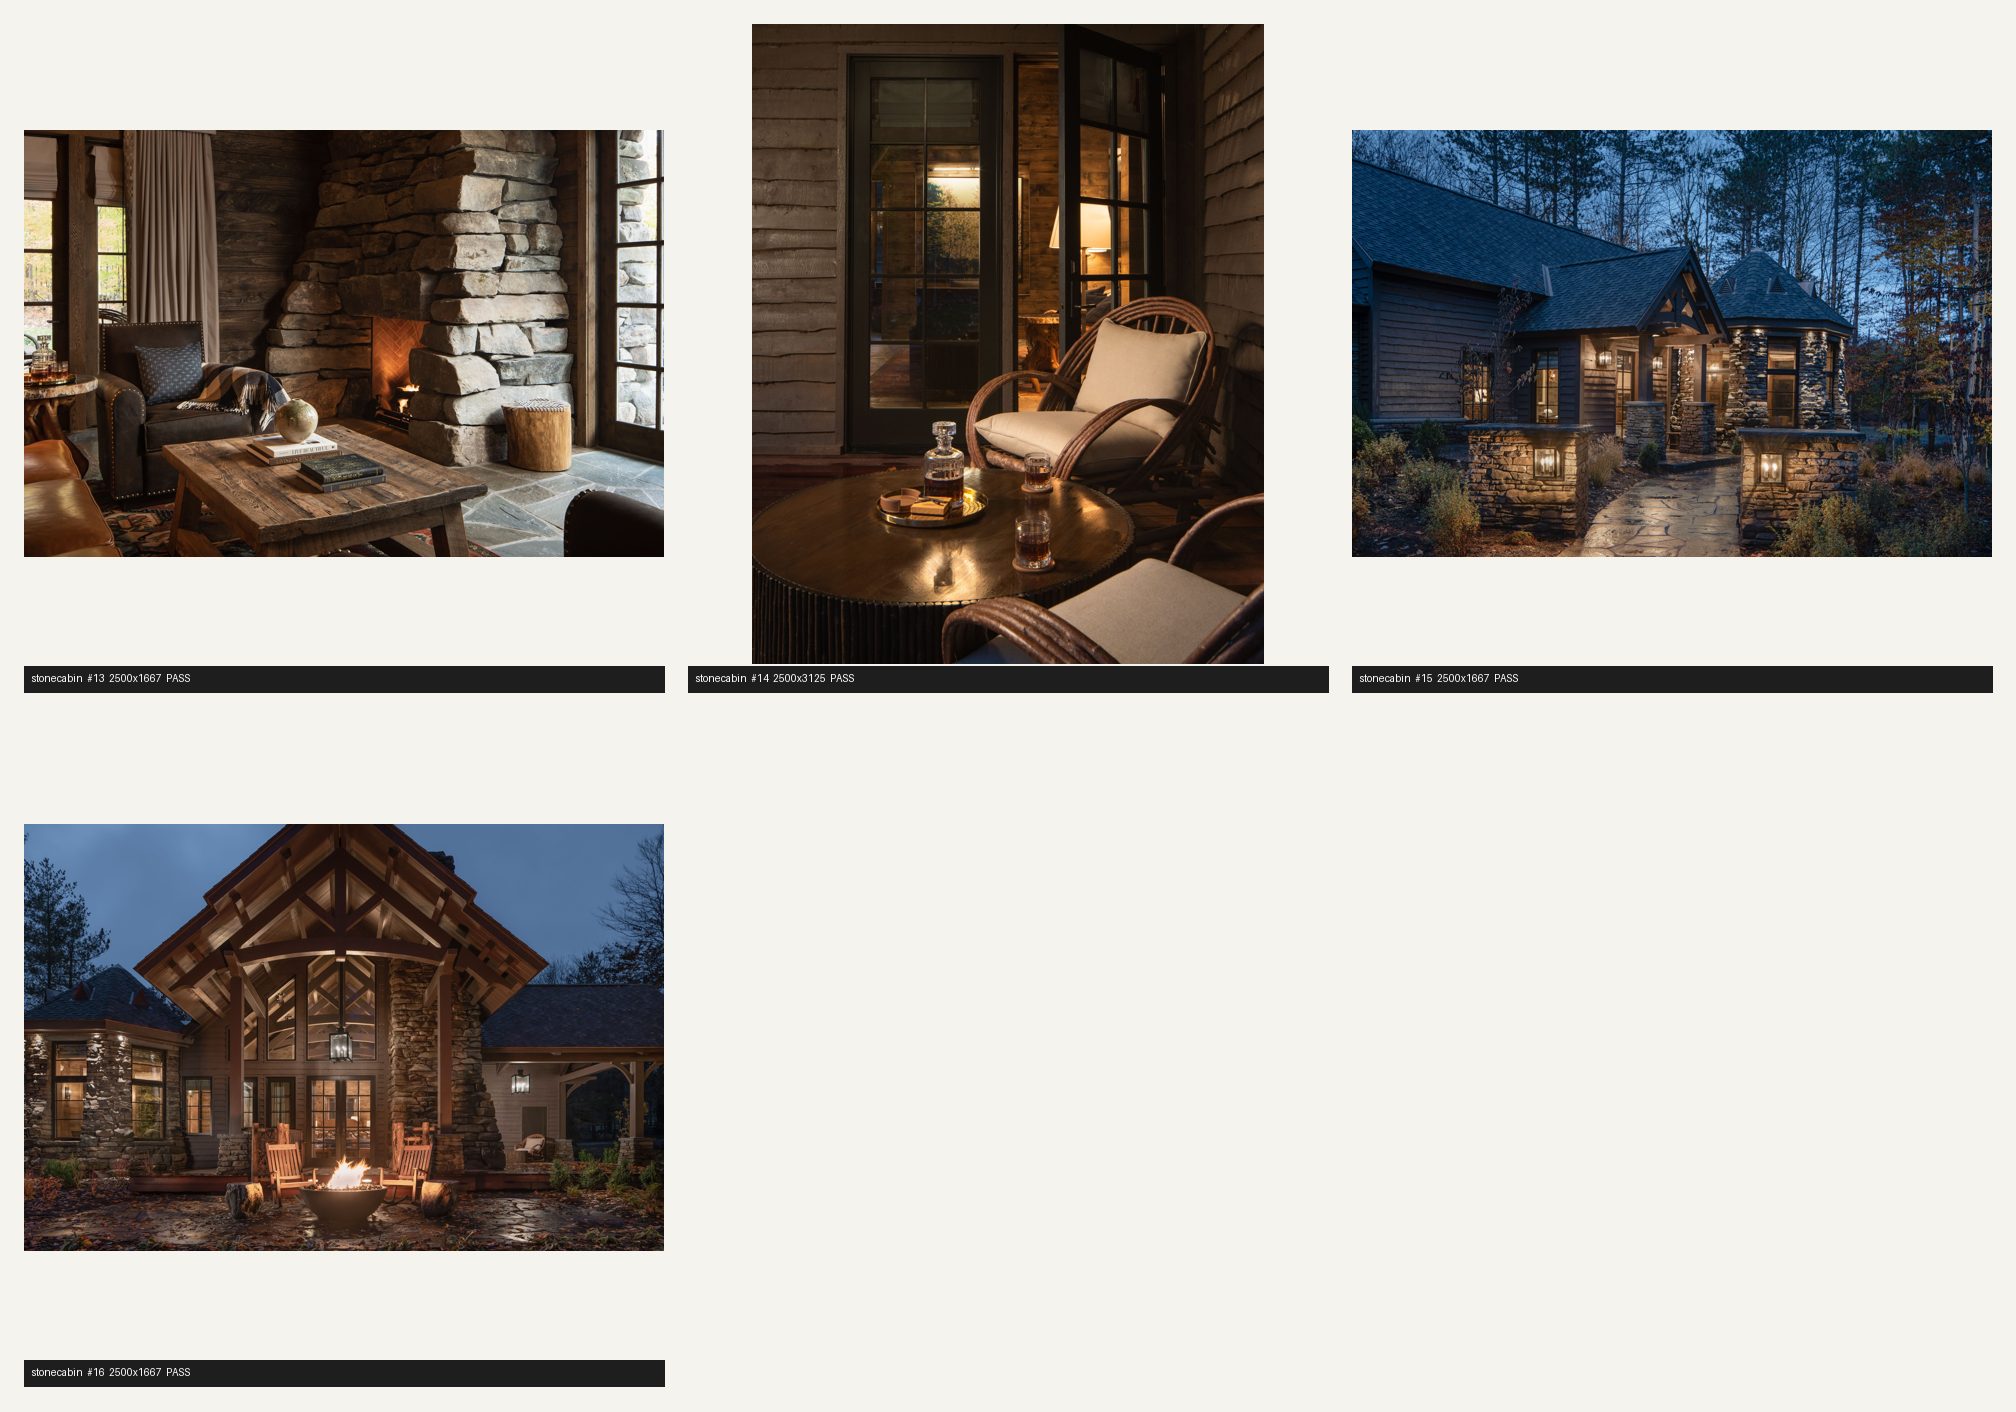 stonecabin #13 2500x1667 PASS
stonecabin #14 2500x3125 PASS
stonecabin #15 2500x1667 PASS
stonecabin #16 2500x1667 PASS